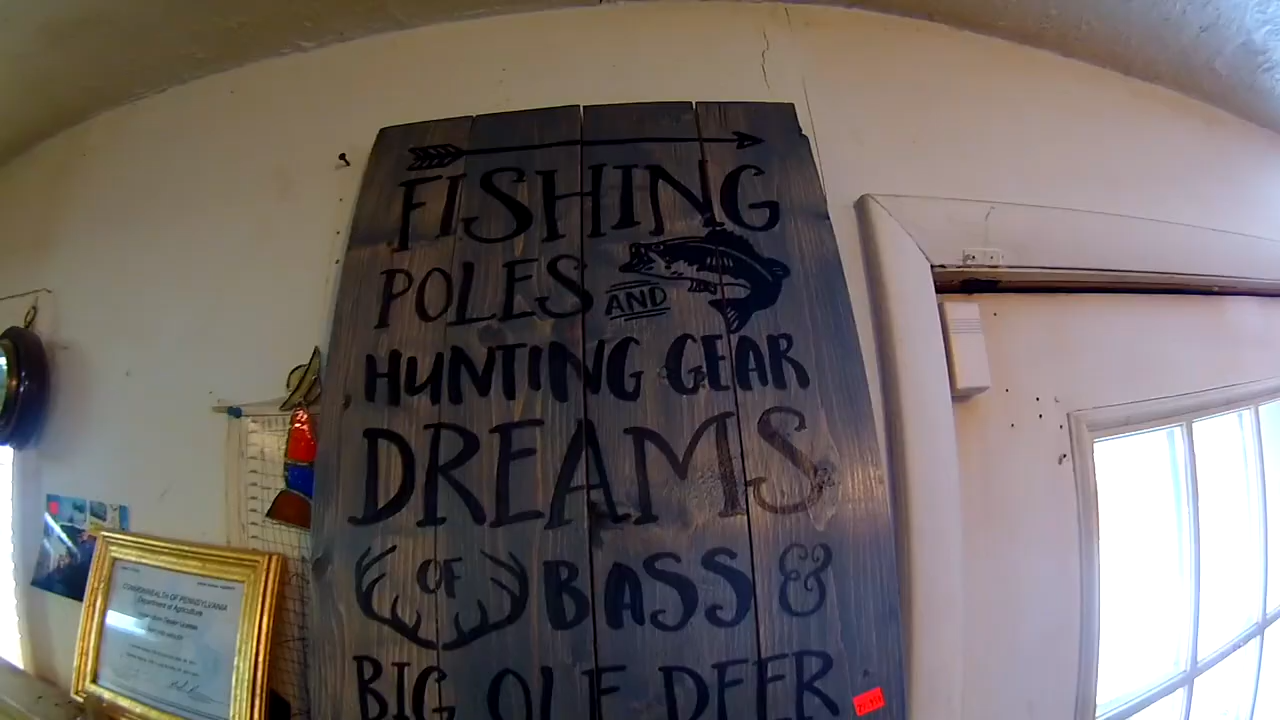 FISHING
POLES AND
HUNTING GEAR
DREAMS
OF BASS &
BIG OLE DEER
COMMONWEALTH OF PENNSYLVANIA
Department of Agriculture